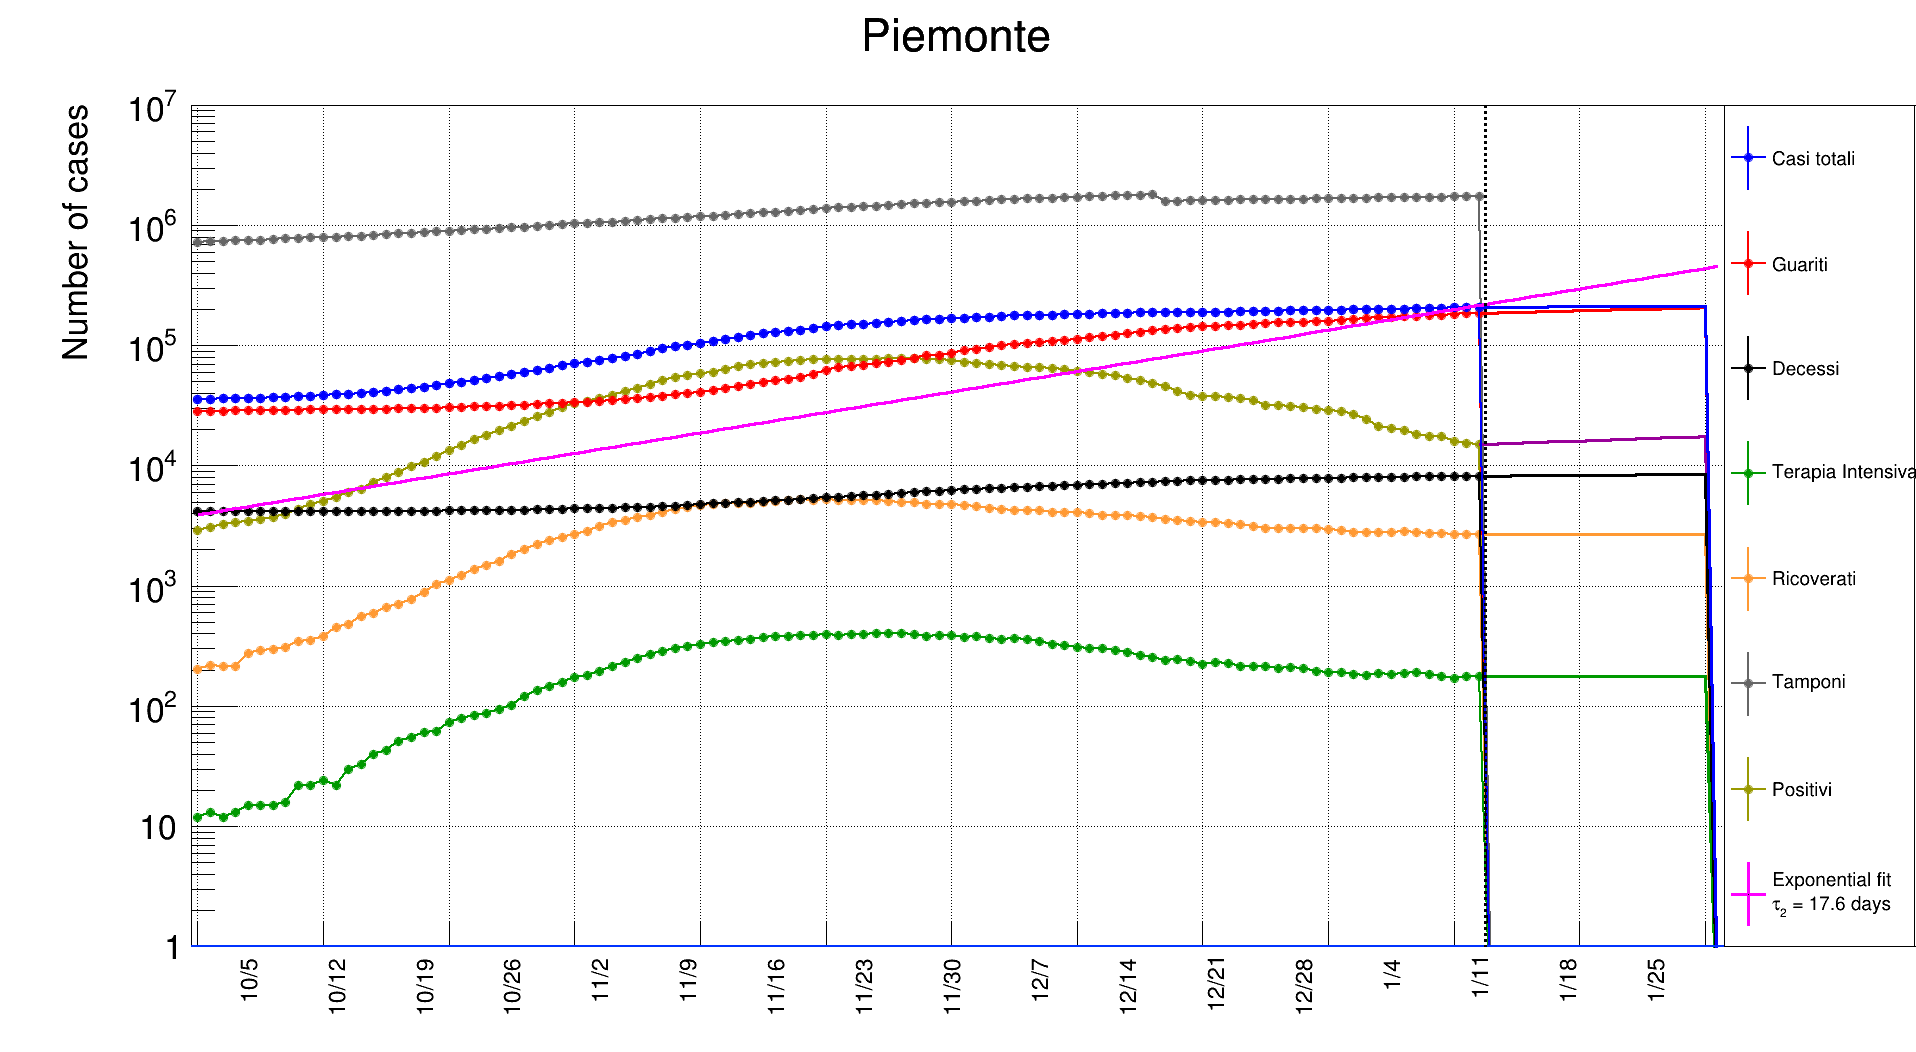 Piemonte
Number of cases
10^7
10^6
10^5
10^4
10^3
10^2
10
1
10/5
10/12
10/19
10/26
11/2
11/9
11/16
11/23
11/30
12/7
12/14
12/21
12/28
1/4
1/11
1/18
1/25
Casi totali
Guariti
Decessi
Terapia Intensiva
Ricoverati
Tamponi
Positivi
Exponential fit
τ₂ = 17.6 days